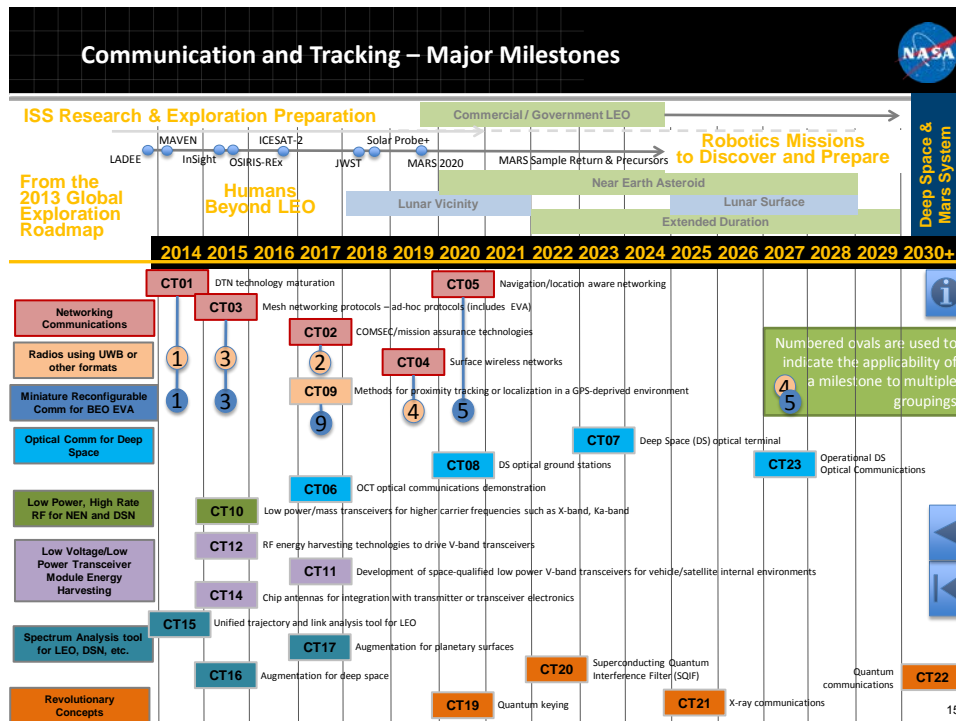 Communication and Tracking – Major Milestones
NASA
ISS Research & Exploration Preparation
Commercial / Government LEO
MAVEN
ICESAT-2
Solar Probe+
LADEE
InSight
OSIRIS-REx
JWST
MARS 2020
MARS Sample Return & Precursors
Robotics Missions
to Discover and Prepare
From the
2013 Global
Exploration
Roadmap
Humans
Beyond LEO
Near Earth Asteroid
Lunar Vicinity
Lunar Surface
Extended Duration
Deep Space &
Mars System
2014 2015 2016 2017 2018 2019 2020 2021 2022 2023 2024 2025 2026 2027 2028 2029 2030+
CT01 DTN technology maturation
CT05 Navigation/location aware networking
CT03 Mesh networking protocols – ad-hoc protocols (includes EVA)
Networking
Communications
CT02 COMSEC/mission assurance technologies
Radios using UWB or
other formats
1 3 2
CT04 Surface wireless networks
Miniature Reconfigurable
Comm for BEO EVA
CT09 Methods for proximity tracking or localization in a GPS-deprived environment
1 3 9 4 5
Numbered ovals are used to
indicate the applicability of
a milestone to multiple
groupings
4
5
i
Optical Comm for Deep
Space
CT07 Deep Space (DS) optical terminal
CT08 DS optical ground stations
CT23 Operational DS
Optical Communications
CT06 OCT optical communications demonstration
Low Power, High Rate
RF for NEN and DSN
CT10 Low power/mass transceivers for higher carrier frequencies such as X-band, Ka-band
Low Voltage/Low
Power Transceiver
Module Energy
Harvesting
CT12 RF energy harvesting technologies to drive V-band transceivers
CT11 Development of space-qualified low power V-band transceivers for vehicle/satellite internal environments
CT14 Chip antennas for integration with transmitter or transceiver electronics
CT15 Unified trajectory and link analysis tool for LEO
Spectrum Analysis tool
for LEO, DSN, etc.
CT17 Augmentation for planetary surfaces
CT16 Augmentation for deep space
CT20 Superconducting Quantum
Interference Filter (SQIF)
Quantum
communications CT22
Revolutionary
Concepts
CT19 Quantum keying
CT21 X-ray communications
15